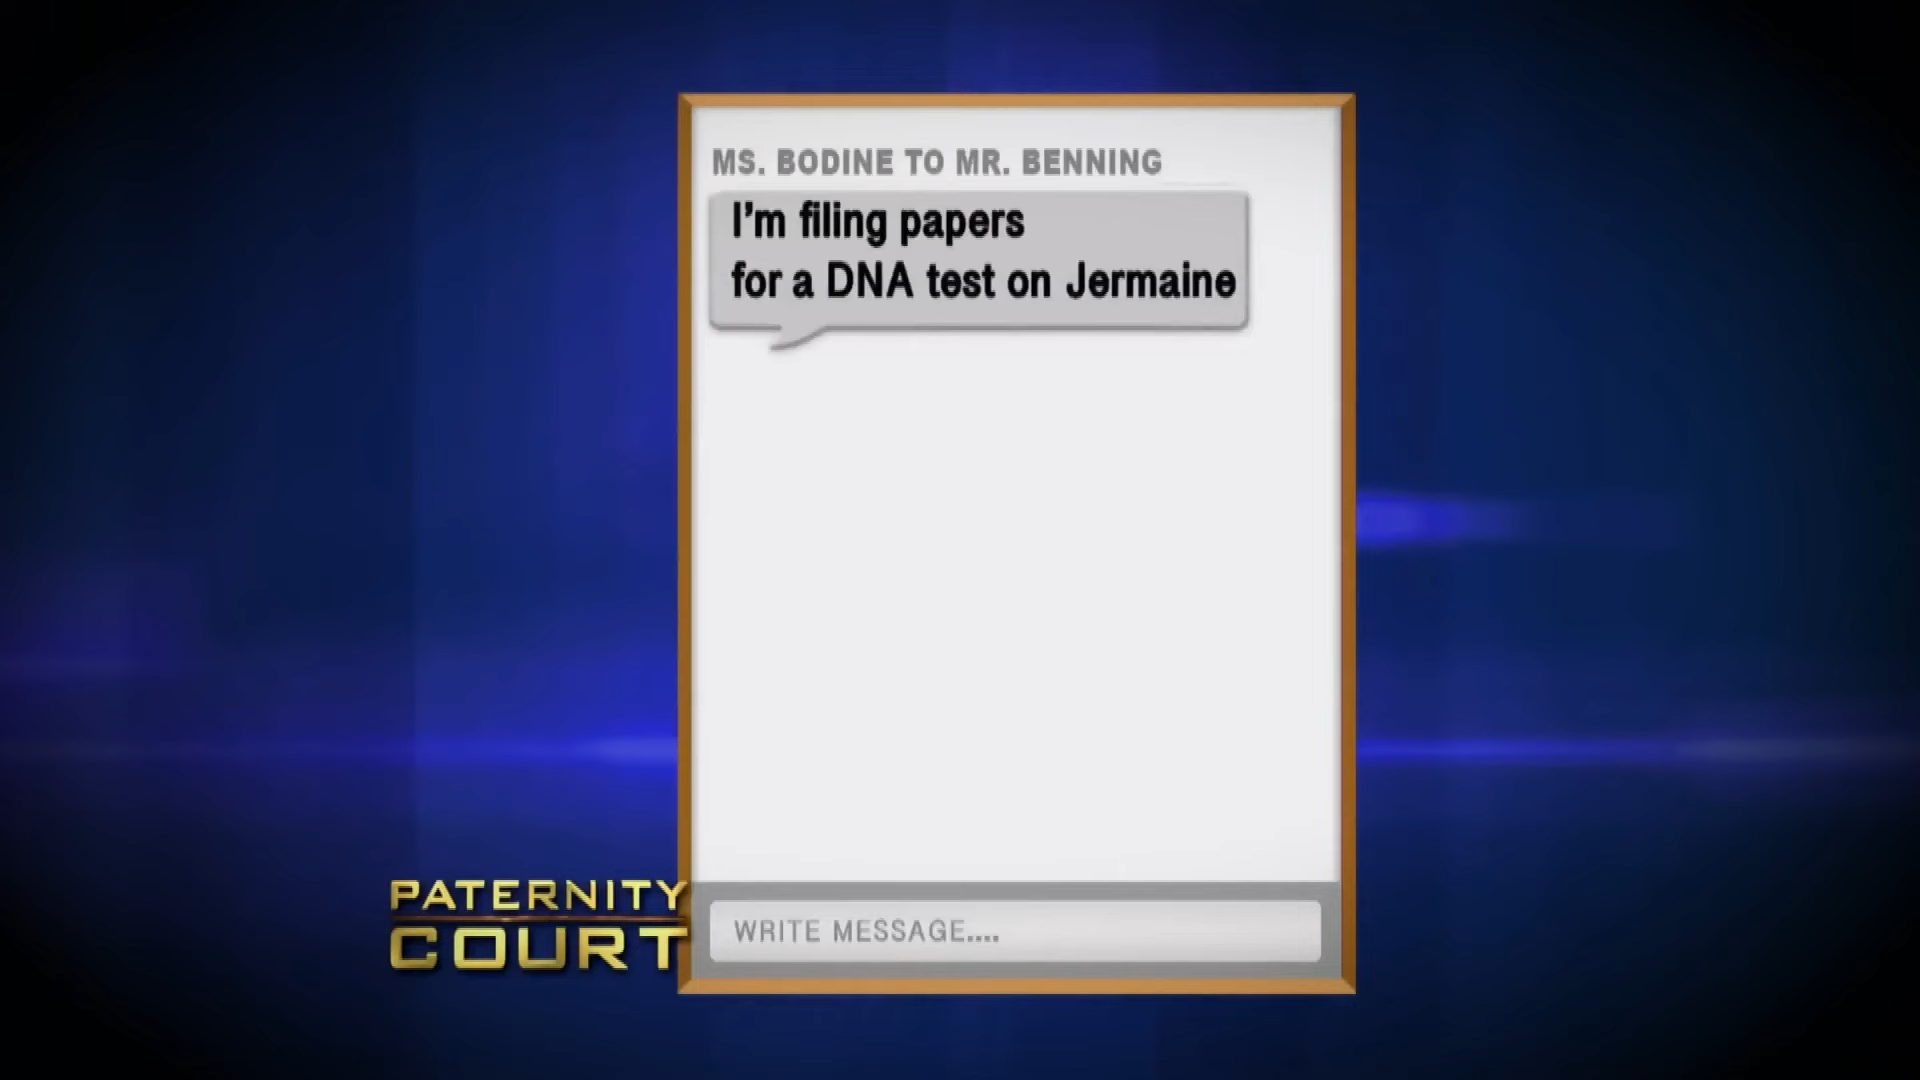 MS. BODINE TO MR. BENNING
I'm filing papers
for a DNA test on Jermaine
WRITE MESSAGE....
PATERNITY
COURT